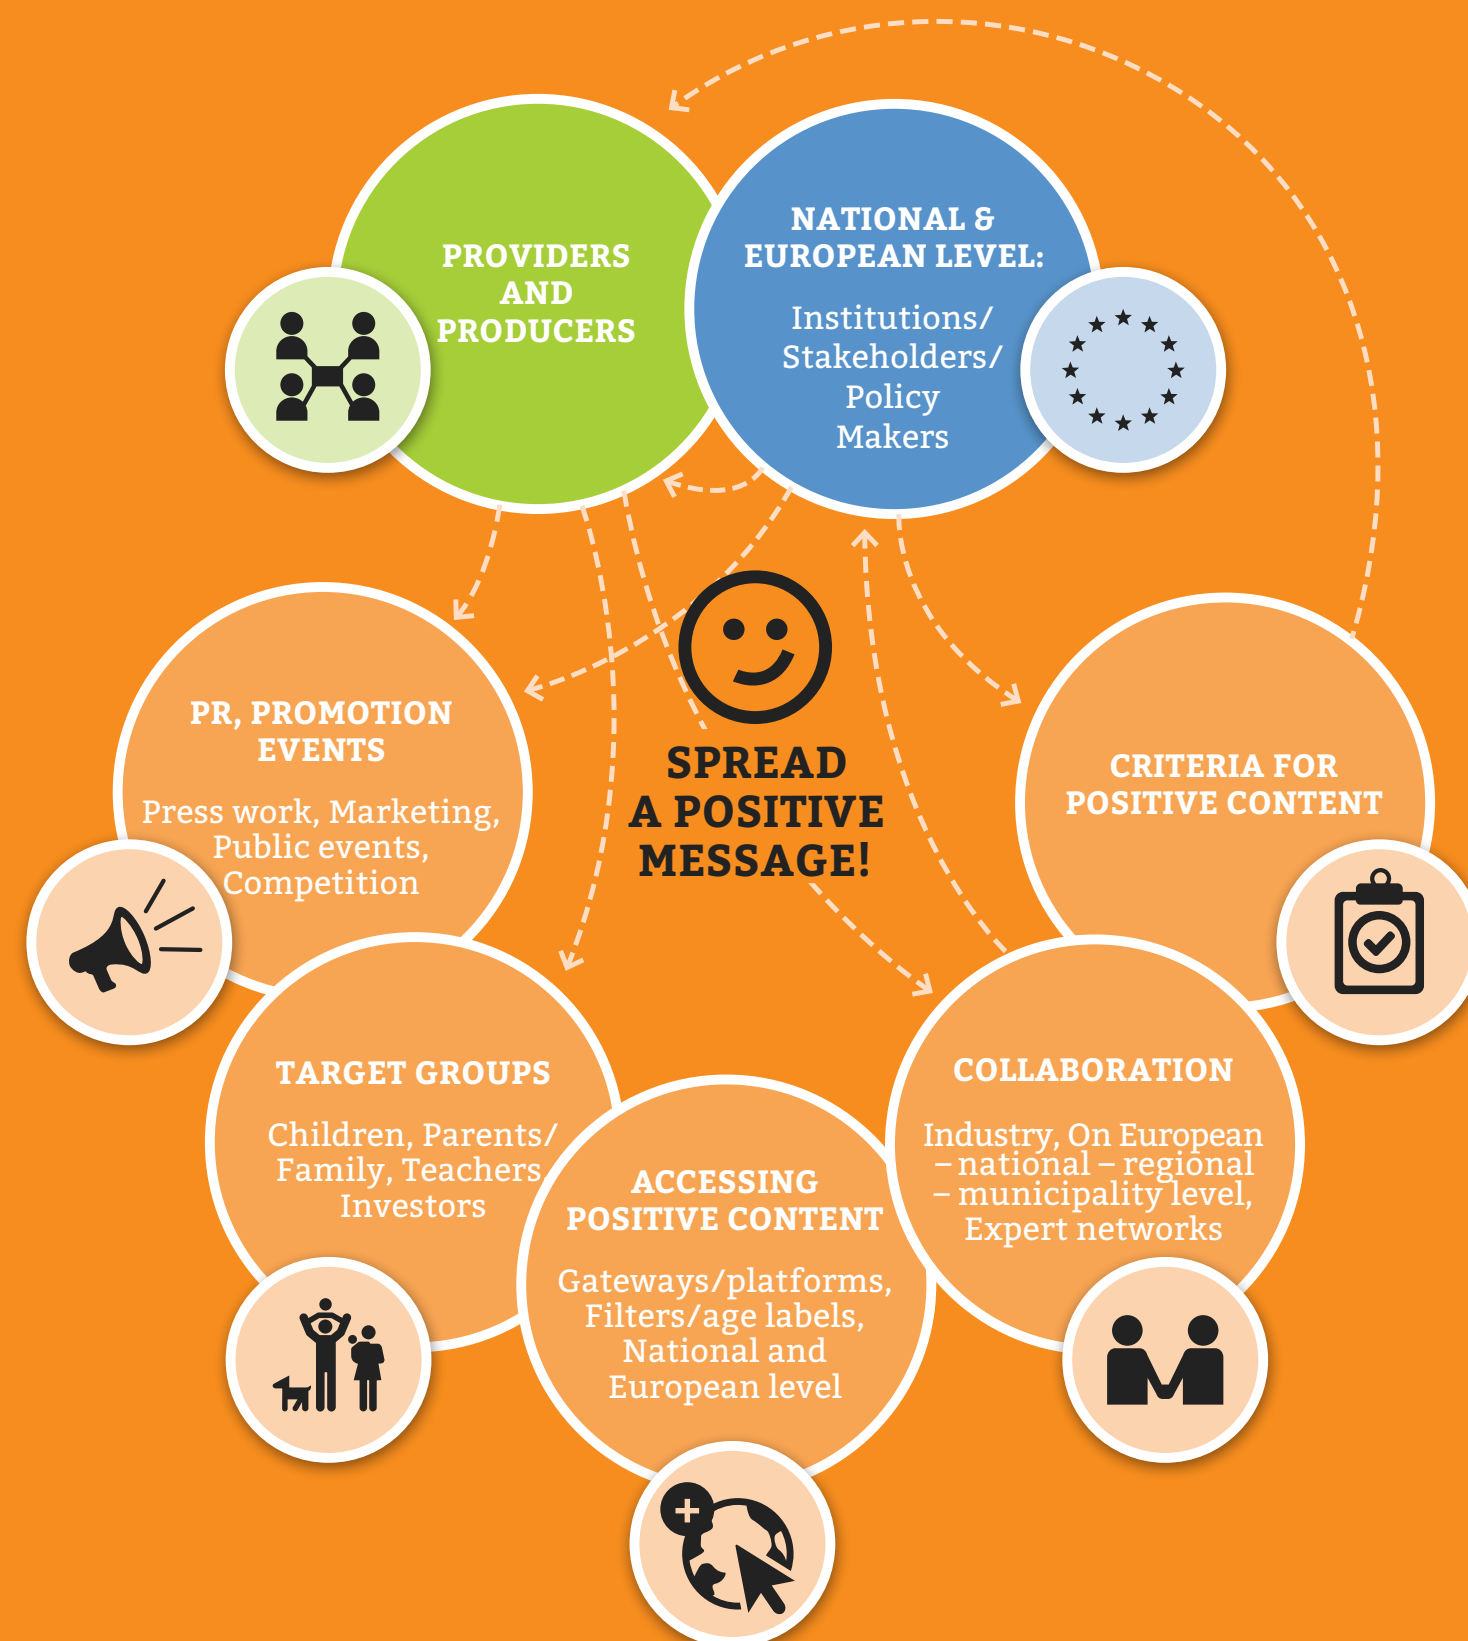 PROVIDERS
AND
PRODUCERS
NATIONAL &
EUROPEAN LEVEL:
Institutions/
Stakeholders/
Policy
Makers
PR, PROMOTION
EVENTS
Press work, Marketing,
Public events,
Competition
SPREAD
A POSITIVE
MESSAGE!
CRITERIA FOR
POSITIVE CONTENT
TARGET GROUPS
Children, Parents/
Family, Teachers,
Investors
ACCESSING
POSITIVE CONTENT
Gateways/platforms,
Filters/age labels,
National and
European level
COLLABORATION
Industry, On European
– national – regional
– municipality level,
Expert networks